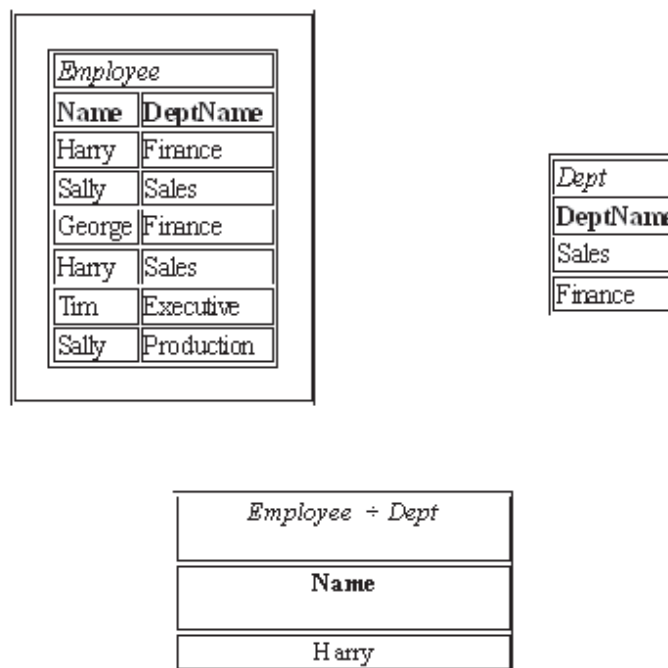 Employee
Name DeptName
Harry Finance
Sally Sales
George Finance
Harry Sales
Tim Executive
Sally Production
Dept
DeptName
Sales
Finance
Employee ÷ Dept
Name
Harry